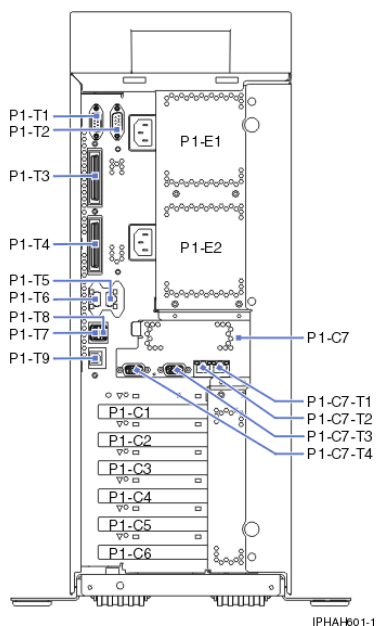 P1-T1
P1-T2
P1-T3
P1-T4
P1-T5
P1-T6
P1-T8
P1-T7
P1-T9
P1-E1
P1-E2
P1-C7
P1-C7-T1
P1-C7-T2
P1-C7-T3
P1-C7-T4
P1-C1
P1-C2
P1-C3
P1-C4
P1-C5
P1-C6
IPHAH601-1